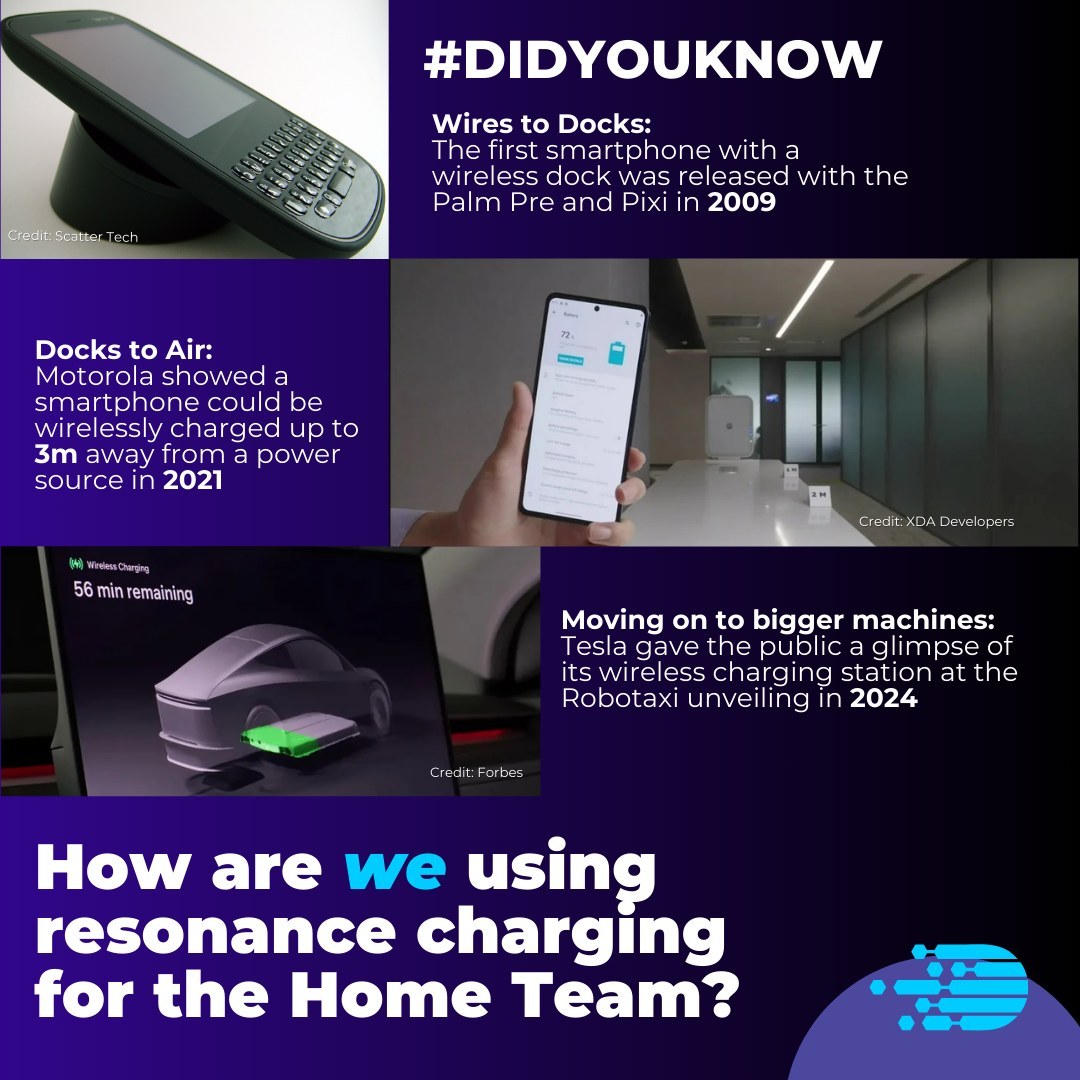 #DIDYOUKNOW
Wires to Docks:
The first smartphone with a
wireless dock was released with the
Palm Pre and Pixi in 2009
Credit: Scatter Tech
Docks to Air:
Motorola showed a
smartphone could be
wirelessly charged up to
3m away from a power
source in 2021
Battery
72%
1 M
2 M
Credit: XDA Developers
Wireless Charging
56 min remaining
Credit: Forbes
Moving on to bigger machines:
Tesla gave the public a glimpse of
its wireless charging station at the
Robotaxi unveiling in 2024
How are we using
resonance charging
for the Home Team?